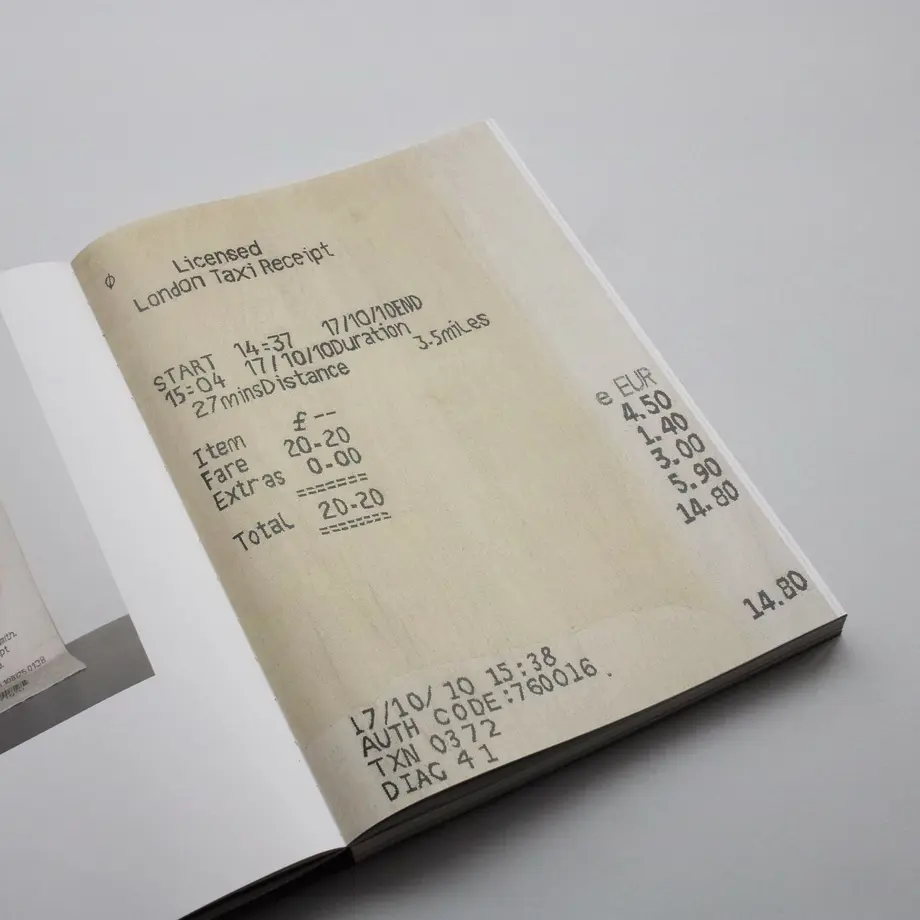 Licensed
London Taxi Receipt
START 14:37 17/10/10END
15:04 17/10/10Duration
27minsDistance 3.5miles
Item £--
Fare 20-20
Extras 0-00
=======
Total 20-20
=======
e EUR
4.50
1.40
3.00
5.90
14.80
14.80
17/10/10 15:38
AUTH CODE:760016
TXN 0372
DIAG 41